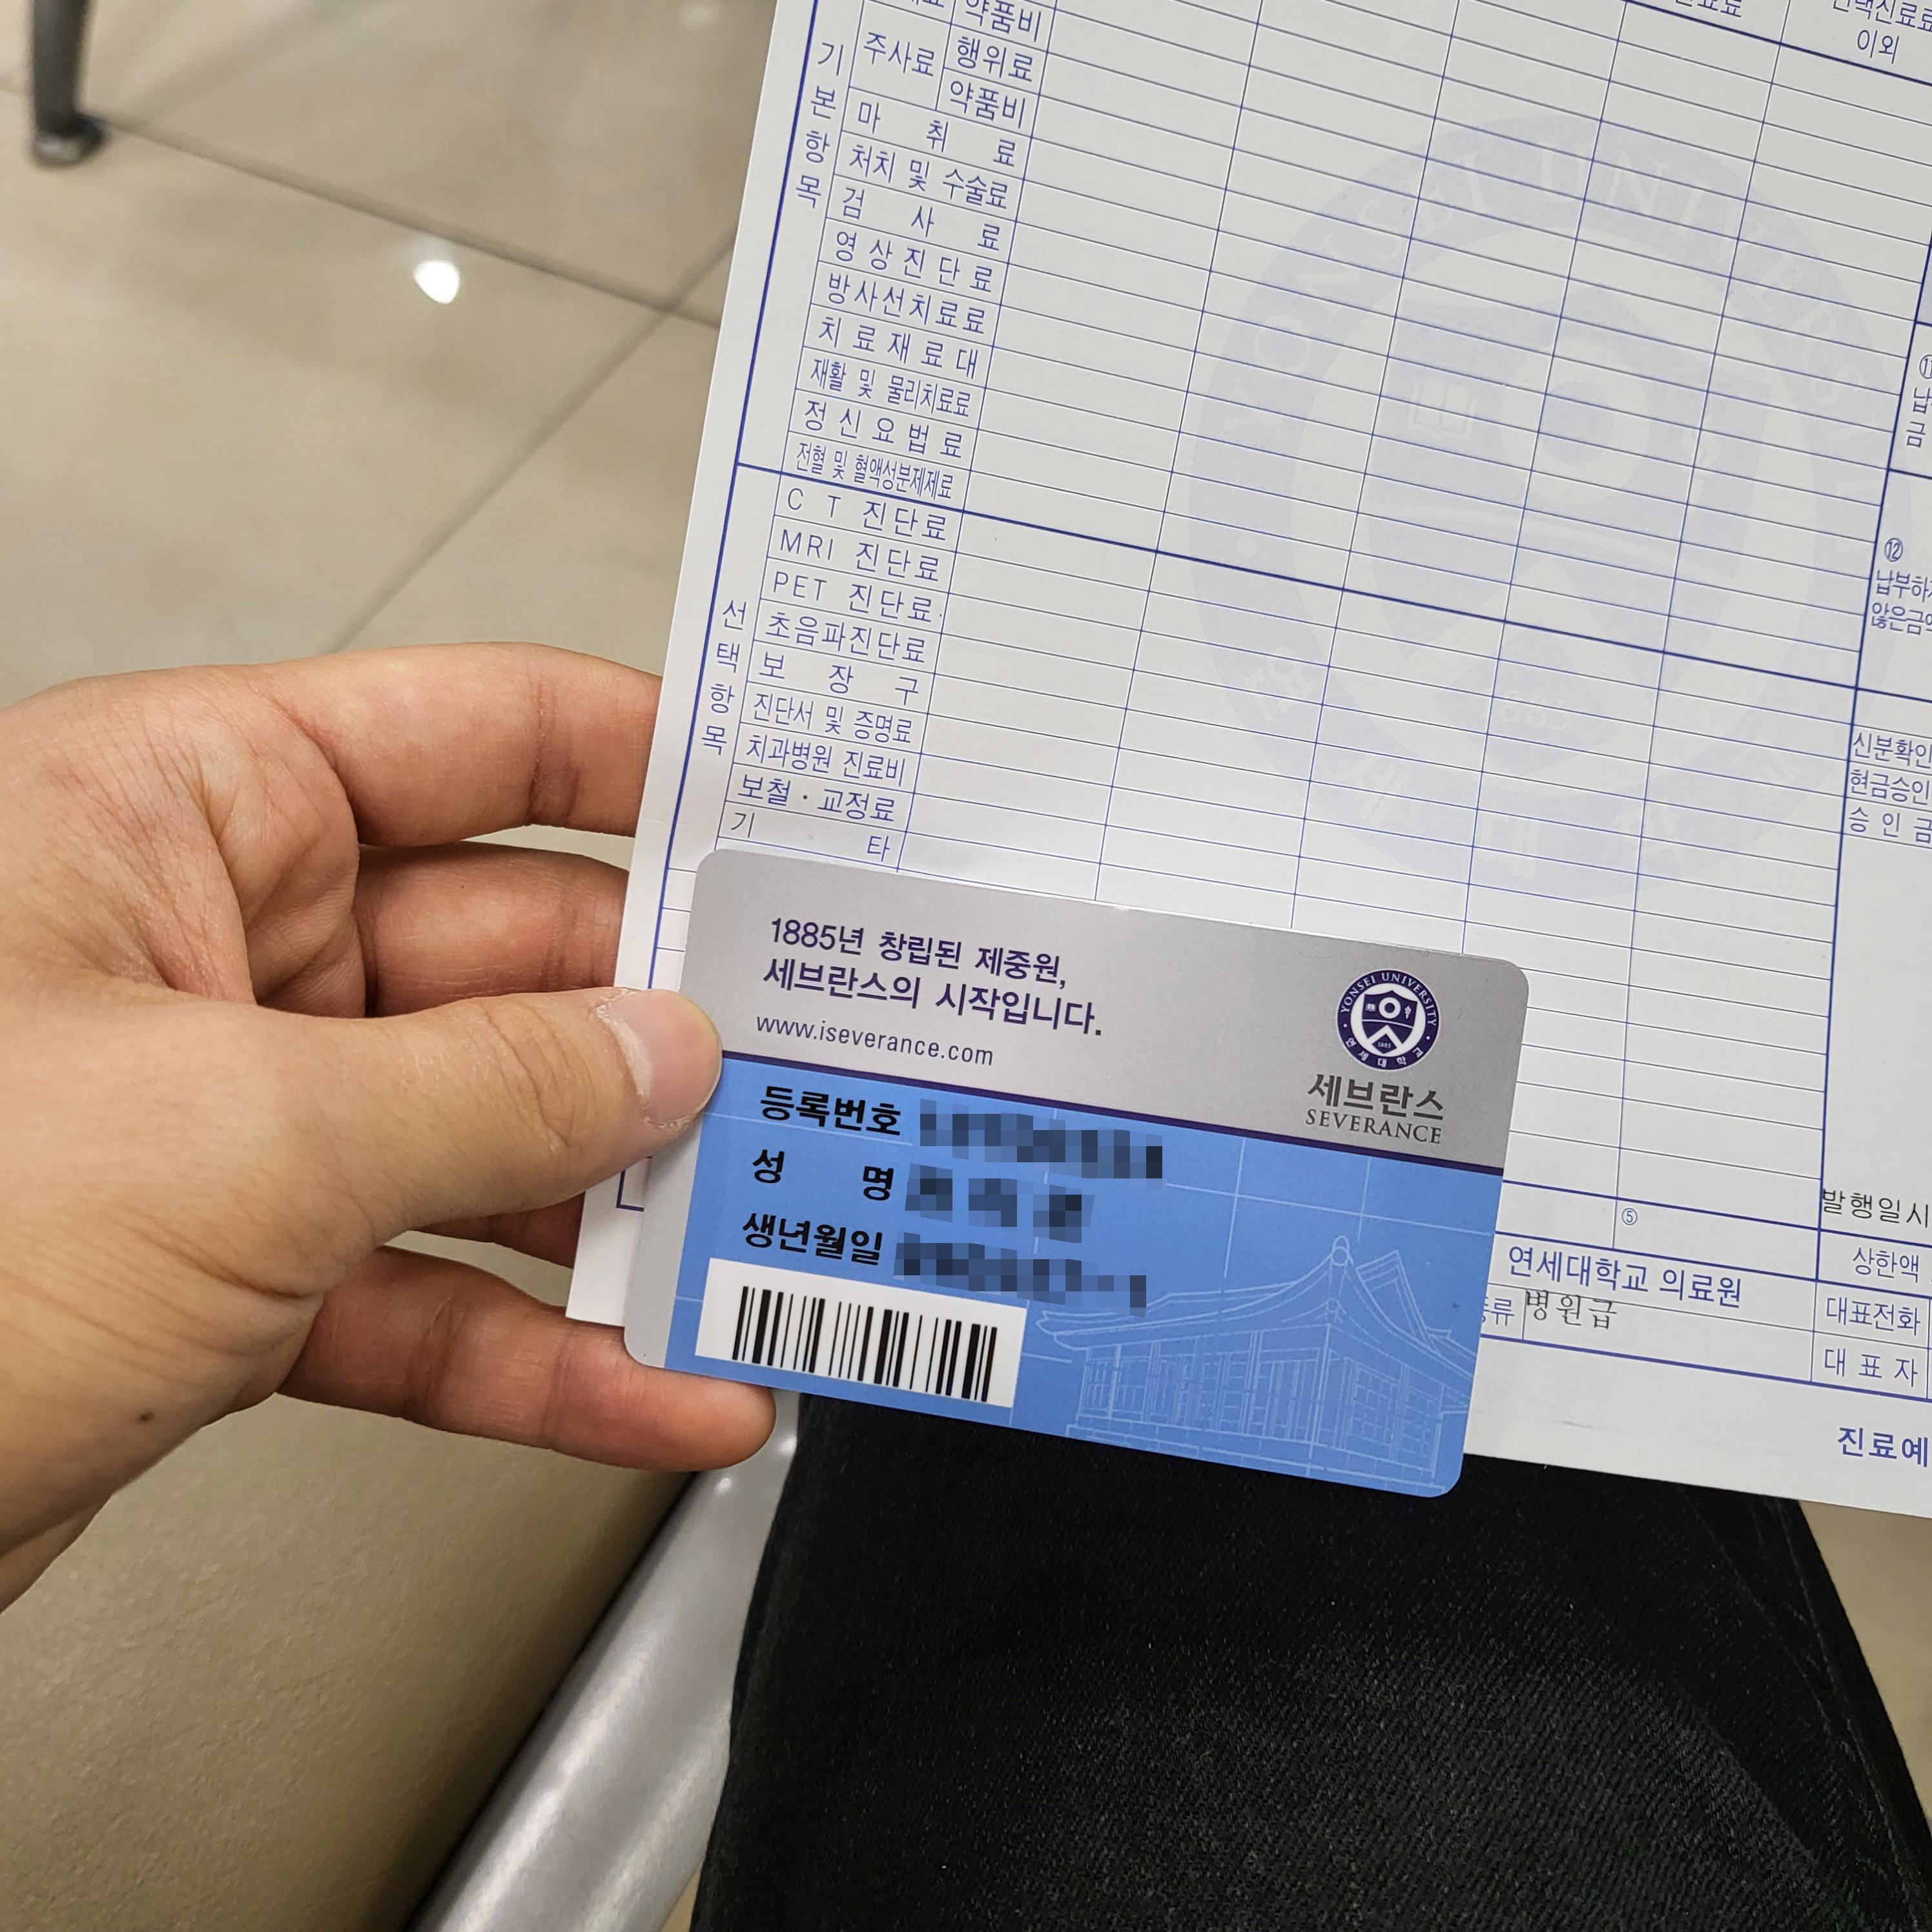 약품비
이외
기본항목
주사료
행위료
약품비
마 취 료
처치 및 수술료
검 사 료
영상진단료
방사선치료료
치료재료대
재활 및 물리치료료
정신요법료
전혈 및 혈액성분제제료
선택항목
CT 진단료
MRI 진단료
PET 진단료
초음파진단료
보 장 구
진단서 및 증명료
치과병원 진료비
보철·교정료
기 타
YONSEI UNIVERSITY
⑫
신분확인
현금승인
승 인 금
1885년 창립된 제중원,
세브란스의 시작입니다.
www.iseverance.com
YONSEI UNIVERSITY
1885
연세대학교
세브란스
SEVERANCE
등록번호
성 명
생년월일
⑤
발행일시
연세대학교 의료원
상한액
병원급
대표전화
대 표 자
진료예